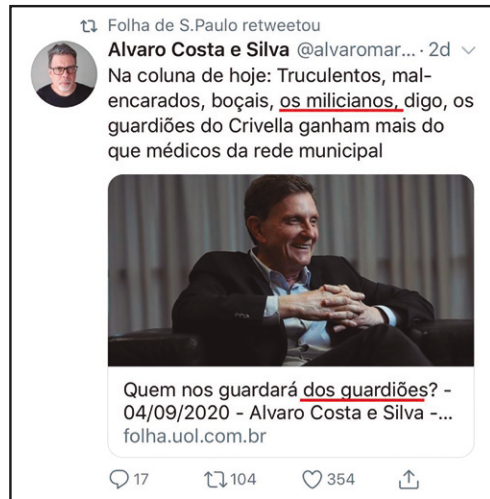 Folha de S.Paulo retweetou
Alvaro Costa e Silva @alvaromar... · 2d
Na coluna de hoje: Truculentos, mal-
encarados, boçais, os milicianos, digo, os
guardiões do Crivella ganham mais do
que médicos da rede municipal
Quem nos guardará dos guardiões? -
04/09/2020 - Alvaro Costa e Silva -...
folha.uol.com.br
17 104 354